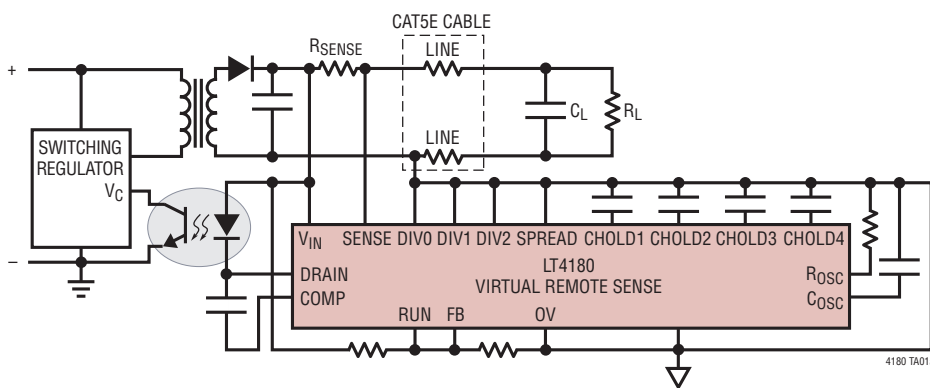 CAT5E CABLE
RSENSE
LINE
+
CL
RL
LINE
SWITCHING
REGULATOR
VC
−
VIN SENSE DIV0 DIV1 DIV2 SPREAD CHOLD1 CHOLD2 CHOLD3 CHOLD4
LT4180
VIRTUAL REMOTE SENSE
DRAIN
COMP
ROSC
COSC
RUN FB OV
4180 TA01